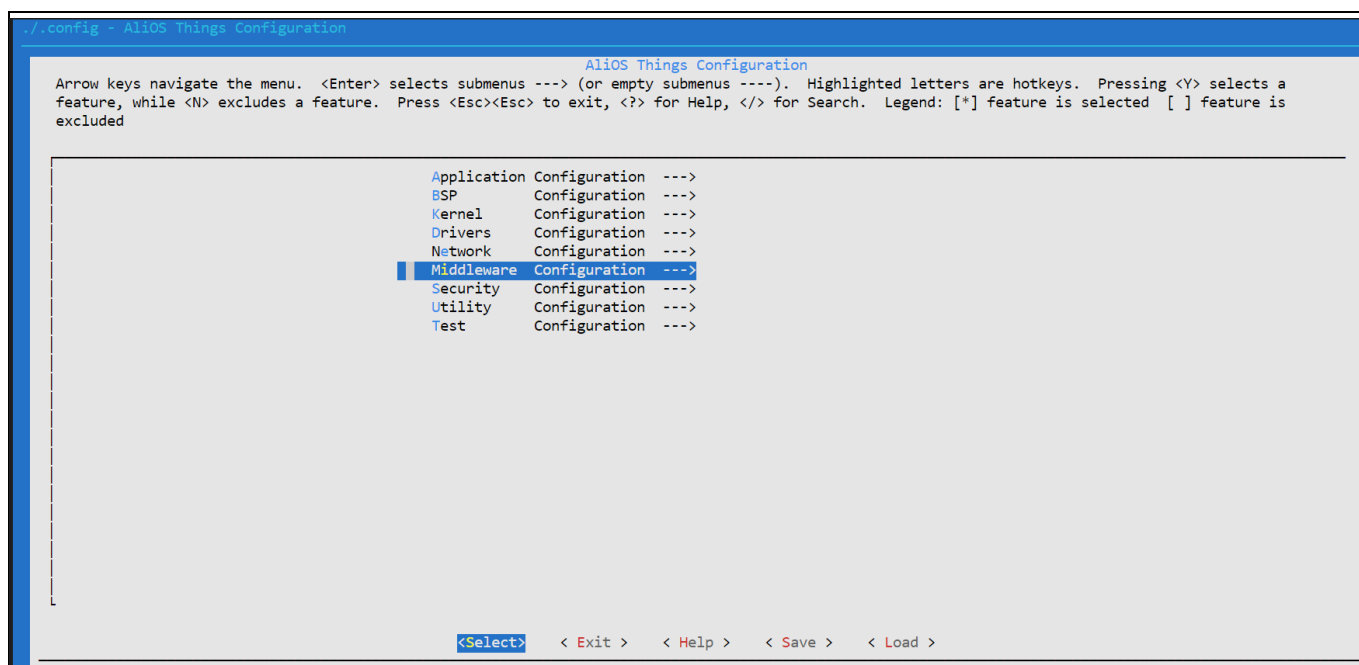 ./.config - AliOS Things Configuration
AliOS Things Configuration
Arrow keys navigate the menu.  <Enter> selects submenus ---> (or empty submenus ----).  Highlighted letters are hotkeys.  Pressing <Y> selects a
feature, while <N> excludes a feature.  Press <Esc><Esc> to exit, <?> for Help, </> for Search.  Legend: [*] feature is selected  [ ] feature is
excluded
Application Configuration  --->
BSP         Configuration  --->
Kernel      Configuration  --->
Drivers     Configuration  --->
Network     Configuration  --->
Middleware  Configuration  --->
Security    Configuration  --->
Utility     Configuration  --->
Test        Configuration  --->
<Select>    < Exit >    < Help >    < Save >    < Load >